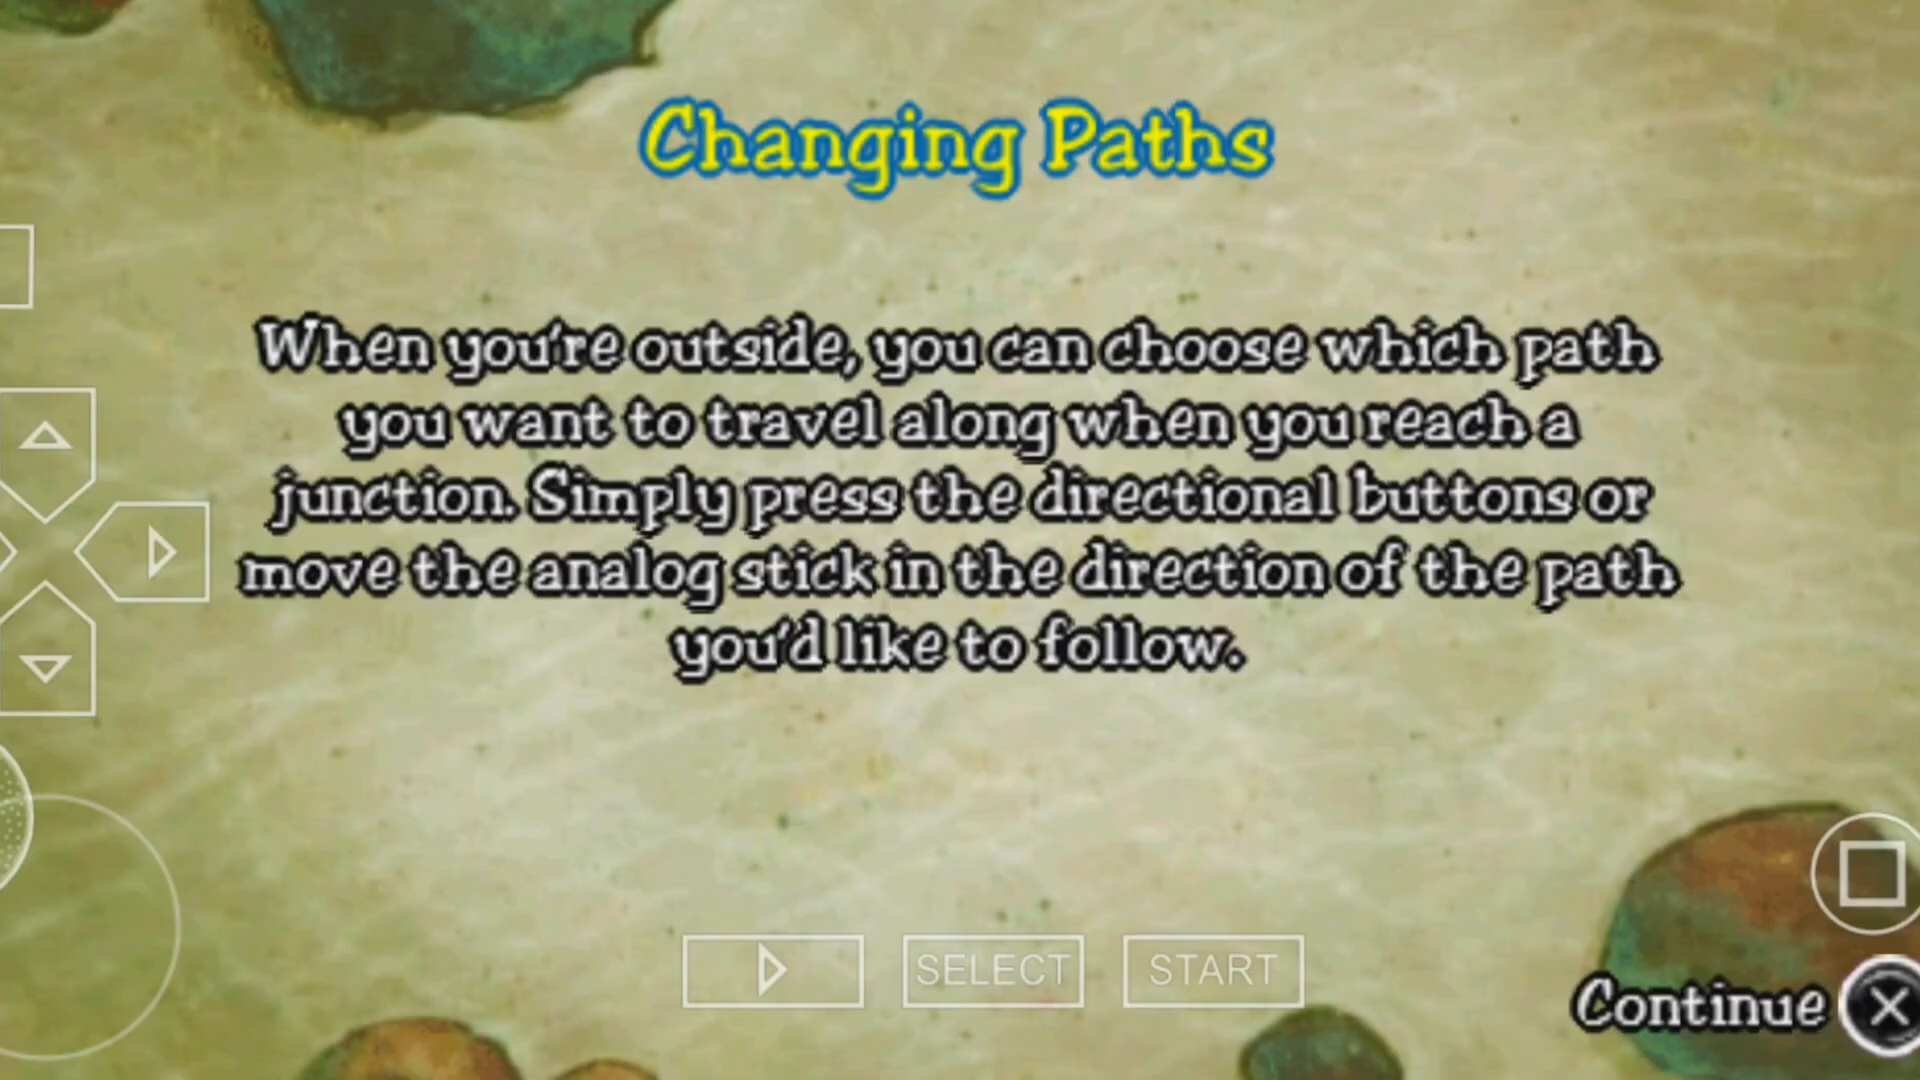 Changing Paths
When you're outside, you can choose which path
you want to travel along when you reach a
junction. Simply press the directional buttons or
move the analog stick in the direction of the path
you'd like to follow.
SELECT
START
Continue